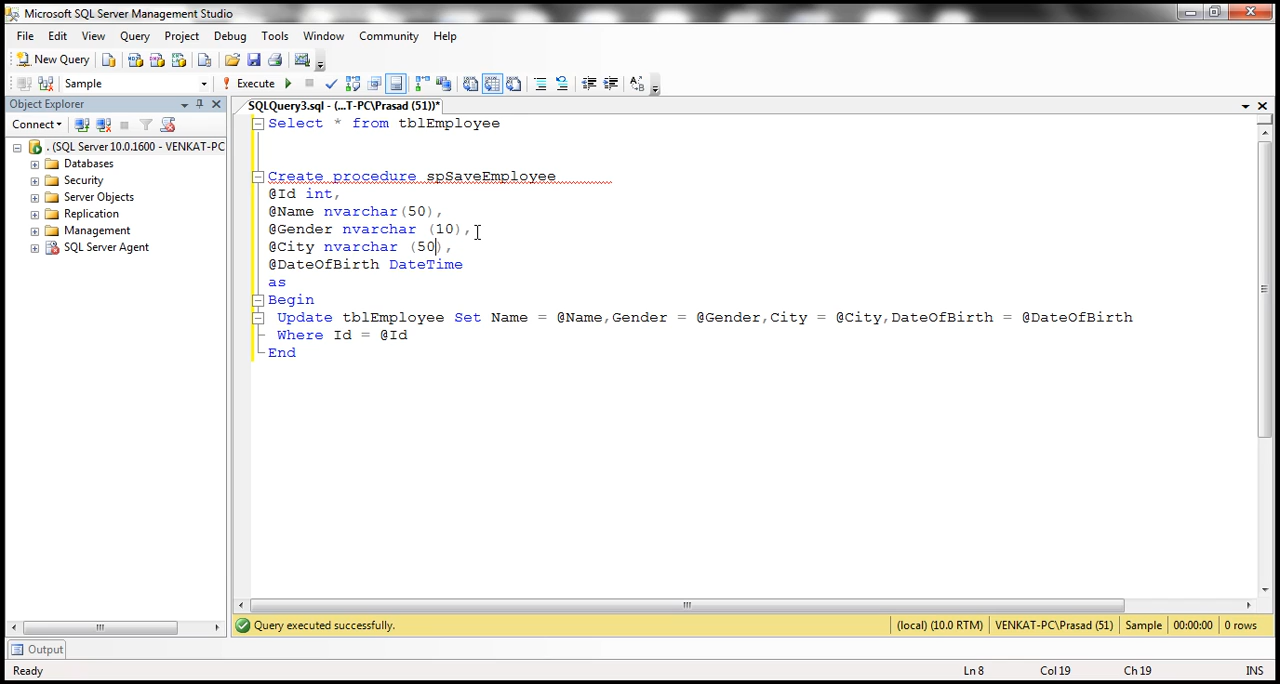 Microsoft SQL Server Management Studio
File Edit View Query Project Debug Tools Window Community Help
New Query
Sample Execute
Object Explorer
SQLQuery3.sql - (...T-PC\Prasad (51))*
Connect
. (SQL Server 10.0.1600 - VENKAT-PC
Databases
Security
Server Objects
Replication
Management
SQL Server Agent
Select * from tblEmployee
Create procedure spSaveEmployee
@Id int,
@Name nvarchar(50),
@Gender nvarchar (10),
@City nvarchar (50),
@DateOfBirth DateTime
as
Begin
Update tblEmployee Set Name = @Name,Gender = @Gender,City = @City,DateOfBirth = @DateOfBirth
Where Id = @Id
End
Query executed successfully.
(local) (10.0 RTM) VENKAT-PC\Prasad (51) Sample 00:00:00 0 rows
Output
Ready Ln 8 Col 19 Ch 19 INS